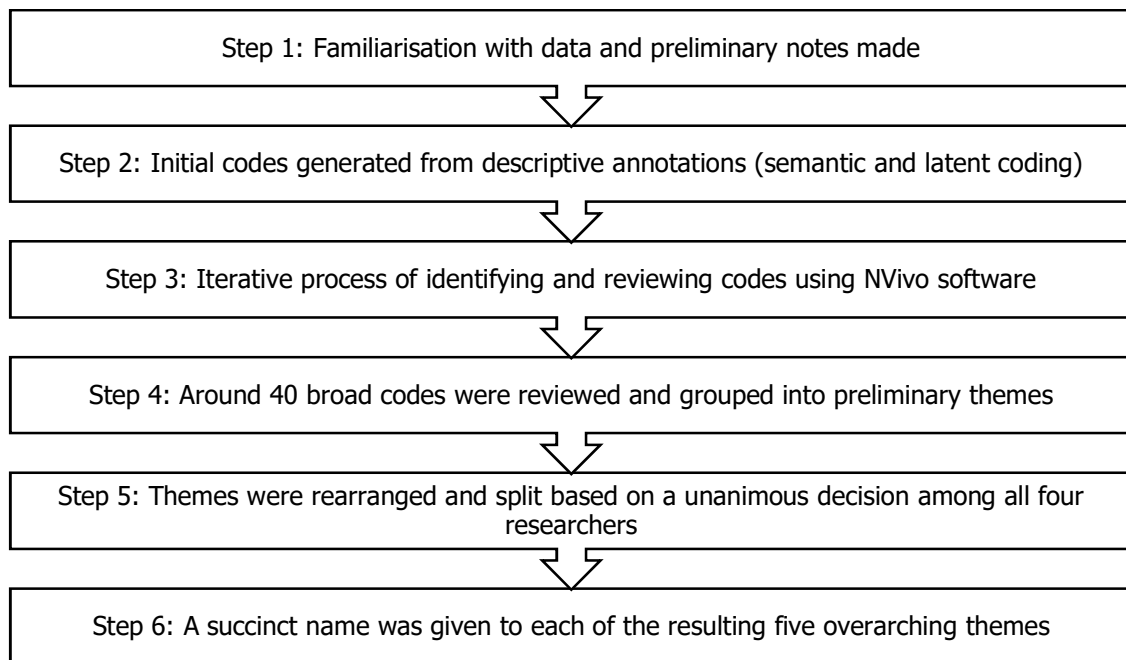 Step 1: Familiarisation with data and preliminary notes made
Step 2: Initial codes generated from descriptive annotations (semantic and latent coding)
Step 3: Iterative process of identifying and reviewing codes using NVivo software
Step 4: Around 40 broad codes were reviewed and grouped into preliminary themes
Step 5: Themes were rearranged and split based on a unanimous decision among all four
researchers
Step 6: A succinct name was given to each of the resulting five overarching themes